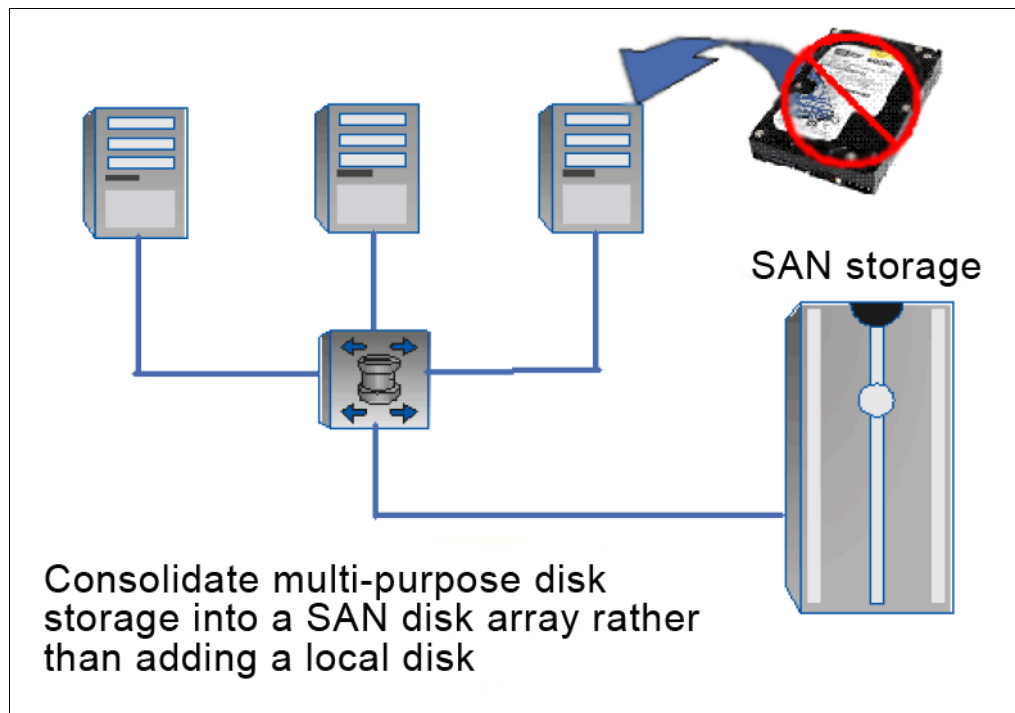 SAN storage
Consolidate multi-purpose disk
storage into a SAN disk array rather
than adding a local disk